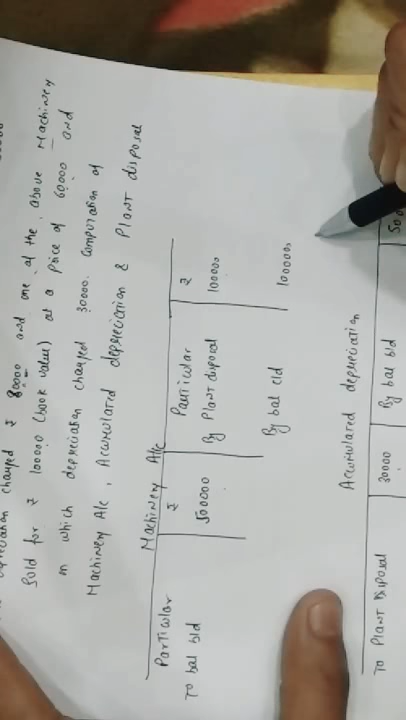 depreciation charged ₹ 80000 and one of the above Machinery
sold for ₹ 100000 (book value) at a price of 60000 and
in which depreciation charged 30000. Computation of
Machinery A/c, Accumulated depreciation & Plant disposal
Machinery A/c
Particular ₹ Particular ₹
To bal b/d 500000 By Plant disposal 100000
By bal c/d 100000
Accumulated depreciation
To Plant Disposal 30000 By bal b/d